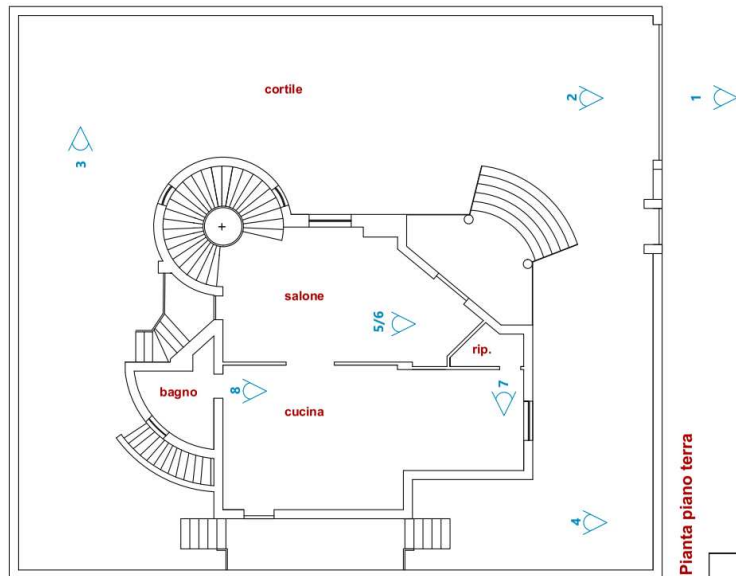 cortile
2
1
3
salone
5/6
rip.
bagno
8
7
cucina
4
Pianta piano terra